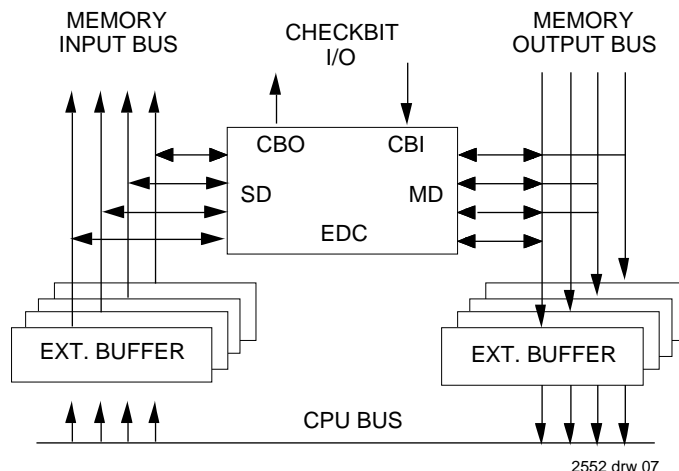 MEMORY
INPUT BUS
CHECKBIT
I/O
MEMORY
OUTPUT BUS
CBO
CBI
SD
MD
EDC
EXT. BUFFER
EXT. BUFFER
CPU BUS
2552 drw 07